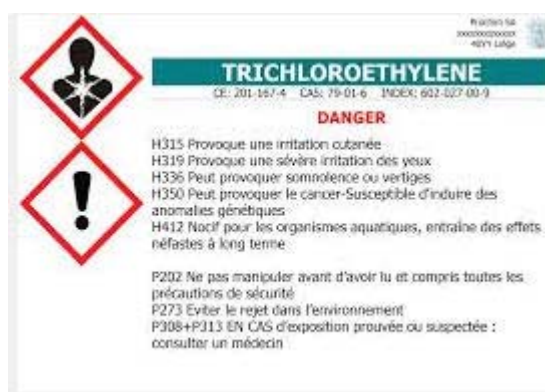 TRICHLOROETHYLENE
CE: 201-167-4 CAS: 79-01-6 INDEX: 602-027-00-9
DANGER
H315 Provoque une irritation cutanée
H319 Provoque une sévère irritation des yeux
H336 Peut provoquer somnolence ou vertiges
H350 Peut provoquer le cancer-Susceptible d'induire des
anomalies génétiques
H412 Nocif pour les organismes aquatiques, entraîne des effets
néfastes à long terme
P202 Ne pas manipuler avant d'avoir lu et compris toutes les
précautions de sécurité
P273 Eviter le rejet dans l'environnement
P308+P313 EN CAS d'exposition prouvée ou suspectée :
consulter un médecin